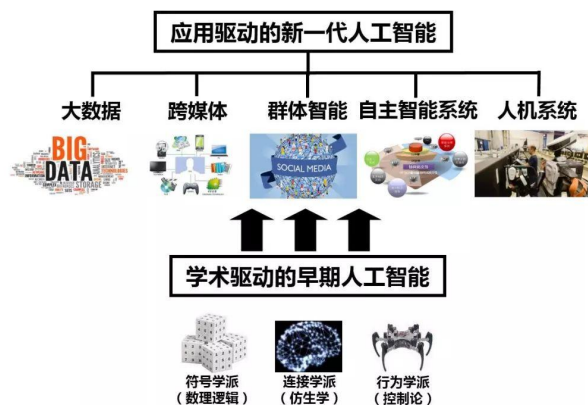 应用驱动的新一代人工智能
大数据 跨媒体 群体智能 自主智能系统 人机系统
BIG
DATA
STORAGE
SOCIAL MEDIA
学术驱动的早期人工智能
符号学派 连接学派 行为学派
(数理逻辑) (仿生学) (控制论)